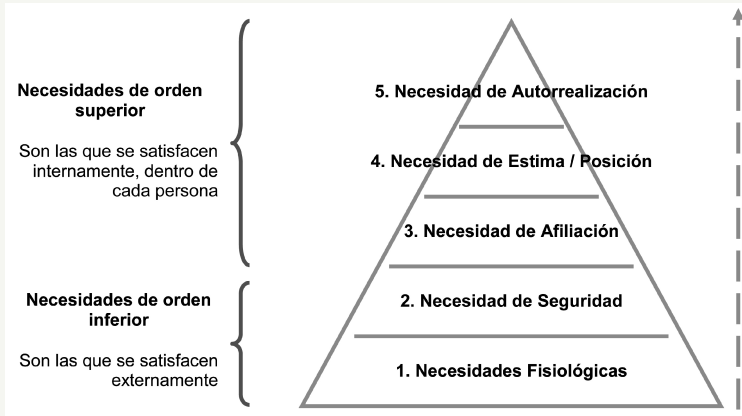 Necesidades de orden
superior
Son las que se satisfacen
internamente, dentro de
cada persona
Necesidades de orden
inferior
Son las que se satisfacen
externamente
5. Necesidad de Autorrealización
4. Necesidad de Estima / Posición
3. Necesidad de Afiliación
2. Necesidad de Seguridad
1. Necesidades Fisiológicas